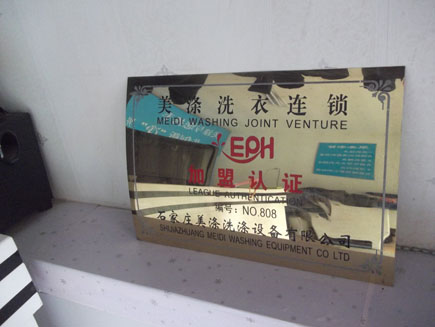 美涤洗衣连锁
MEIDI WASHING JOINT VENTURE
EPH
加盟认证
LEAGUE AUTHENTICATION
编号: NO.808
石家庄美涤洗涤设备有限公司
SHIJIAZHUANG MEIDI WASHING EQUIPMENT CO LTD